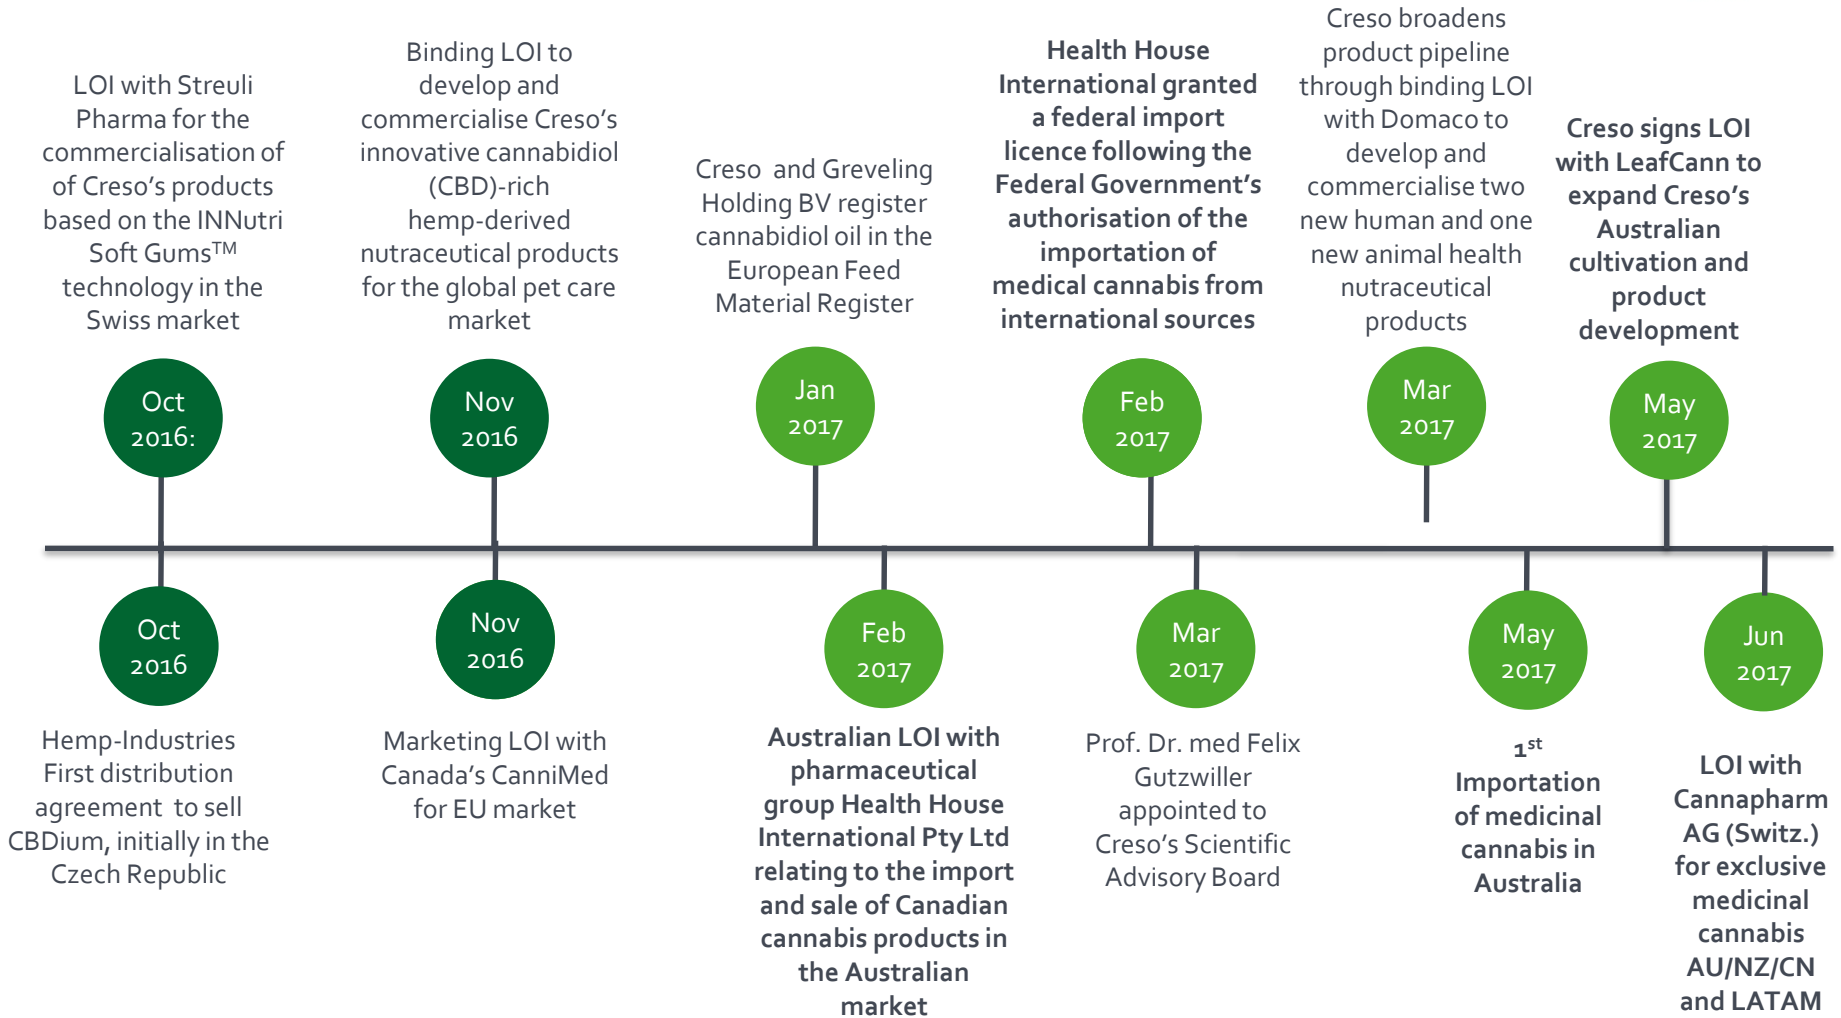 LOI with Streuli
Pharma for the
commercialisation of
of Creso’s products
based on the INNutri
Soft Gums™
technology in the
Swiss market
Binding LOI to
develop and
commercialise Creso’s
innovative cannabidiol
(CBD)-rich
hemp-derived
nutraceutical products
for the global pet care
market
Creso and Greveling
Holding BV register
cannabidiol oil in the
European Feed
Material Register
Health House
International granted
a federal import
licence following the
Federal Government’s
authorisation of the
importation of
medical cannabis from
international sources
Creso broadens
product pipeline
through binding LOI
with Domaco to
develop and
commercialise two
new human and one
new animal health
nutraceutical
products
Creso signs LOI
with LeafCann to
expand Creso’s
Australian
cultivation and
product
development
Oct
2016:
Nov
2016
Jan
2017
Feb
2017
Mar
2017
May
2017
Oct
2016
Nov
2016
Feb
2017
Mar
2017
May
2017
Jun
2017
Hemp-Industries
First distribution
agreement to sell
CBDium, initially in the
Czech Republic
Marketing LOI with
Canada’s CanniMed
for EU market
Australian LOI with
pharmaceutical
group Health House
International Pty Ltd
relating to the import
and sale of Canadian
cannabis products in
the Australian
market
Prof. Dr. med Felix
Gutzwiller
appointed to
Creso’s Scientific
Advisory Board
1st
Importation
of medicinal
cannabis in
Australia
LOI with
Cannapharm
AG (Switz.)
for exclusive
medicinal
cannabis
AU/NZ/CN
and LATAM